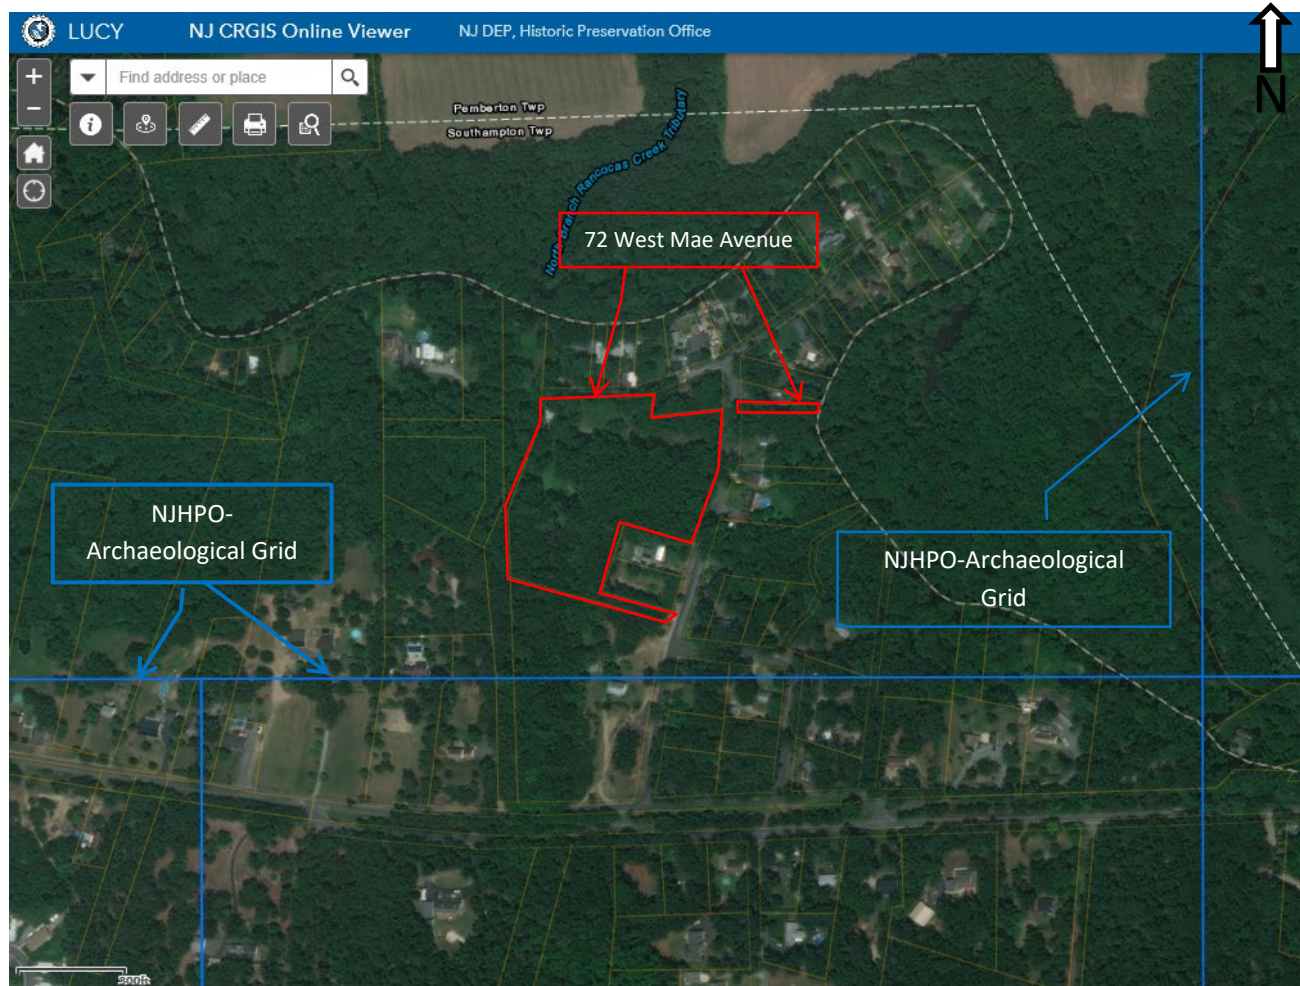 LUCY NJ CRGIS Online Viewer NJ DEP, Historic Preservation Office
N
+
Find address or place
−
Pemberton Twp
Southampton Twp
North Branch Rancocas Creek Tributary
72 West Mae Avenue
NJHPO-
Archaeological Grid
NJHPO-Archaeological
Grid
300ft